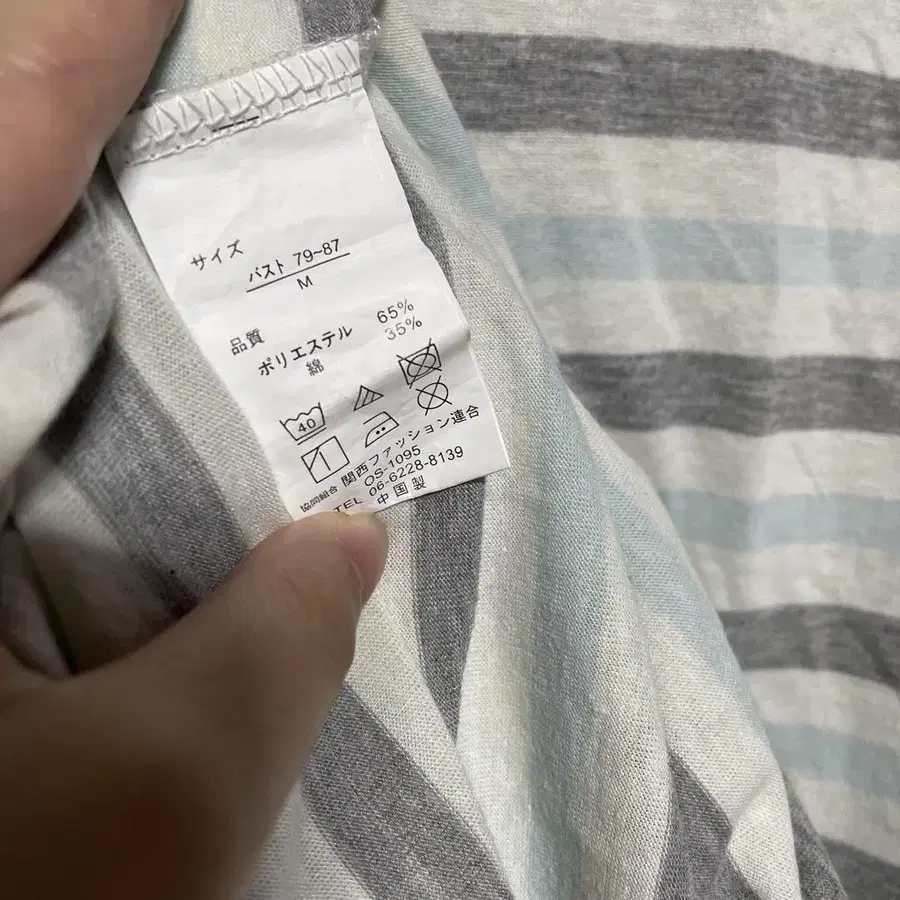 サイズ
バスト 79~87
M
品質
ポリエステル 65%
綿 35%
40
協同組合 関西ファッション連合
OS-1095
TEL 06-6228-8139
中国製